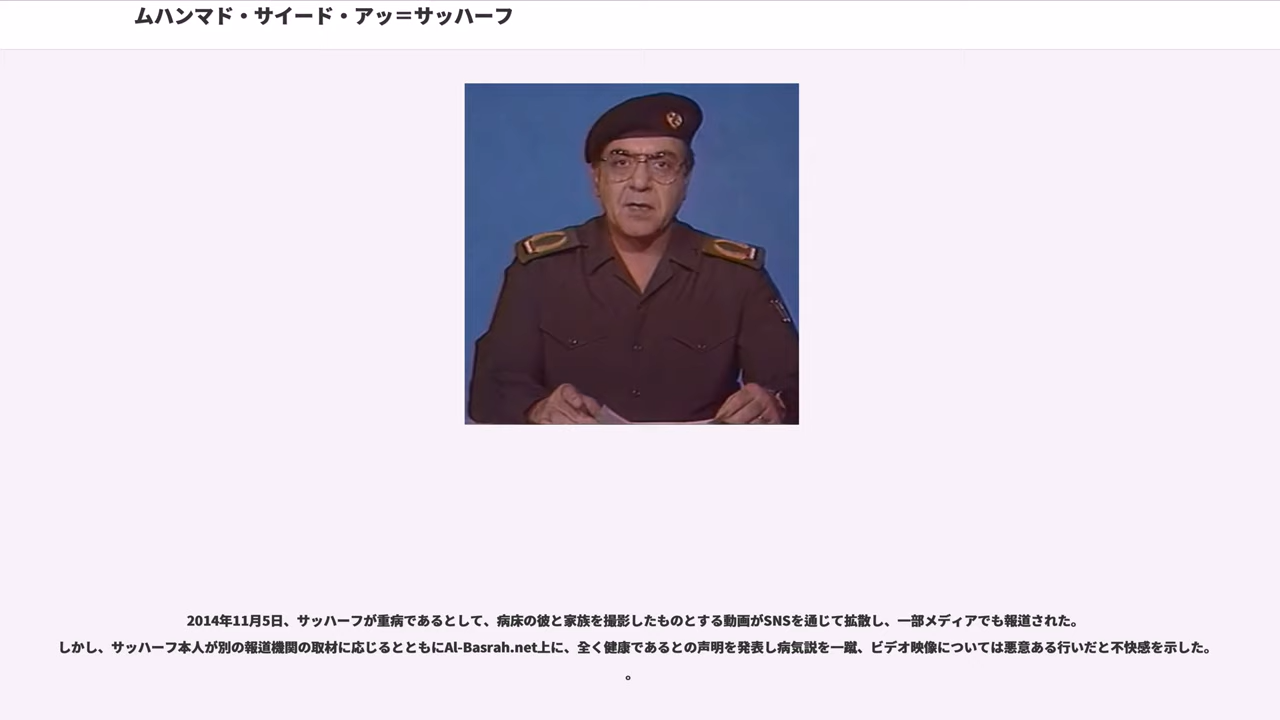 ムハンマド・サイード・アッ＝サッハーフ
2014年11月5日、サッハーフが重病であるとして、病床の彼と家族を撮影したものとする動画がSNSを通じて拡散し、一部メディアでも報道された。
しかし、サッハーフ本人が別の報道機関の取材に応じるとともにAl-Basrah.net上に、全く健康であるとの声明を発表し病気説を一蹴、ビデオ映像については悪意ある行いだと不快感を示した。
。